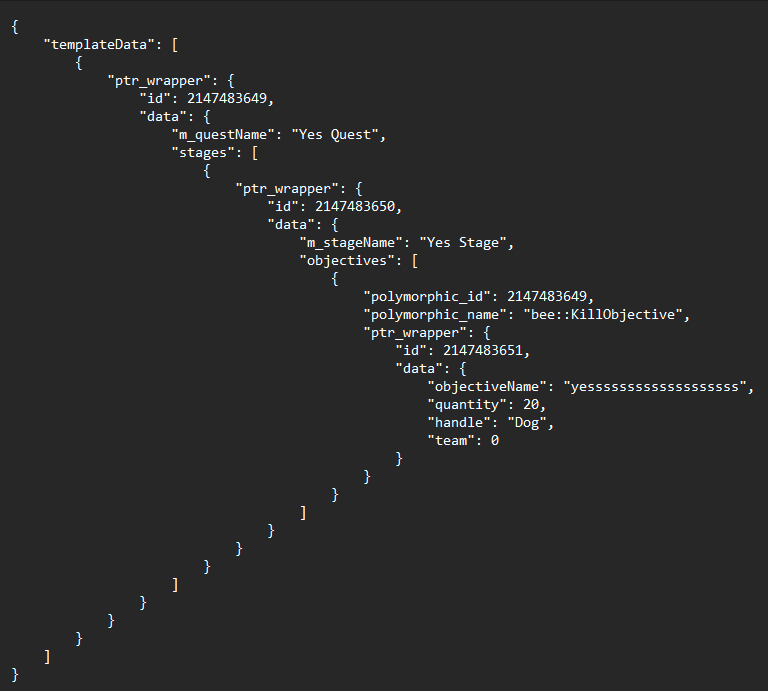 {
    "templateData": [
        {
            "ptr_wrapper": {
                "id": 2147483649,
                "data": {
                    "m_questName": "Yes Quest",
                    "stages": [
                        {
                            "ptr_wrapper": {
                                "id": 2147483650,
                                "data": {
                                    "m_stageName": "Yes Stage",
                                    "objectives": [
                                        {
                                            "polymorphic_id": 2147483649,
                                            "polymorphic_name": "bee::KillObjective",
                                            "ptr_wrapper": {
                                                "id": 2147483651,
                                                "data": {
                                                    "objectiveName": "yesssssssssssssssssss",
                                                    "quantity": 20,
                                                    "handle": "Dog",
                                                    "team": 0
                                                }
                                            }
                                        }
                                    ]
                                }
                            }
                        }
                    ]
                }
            }
        }
    ]
}